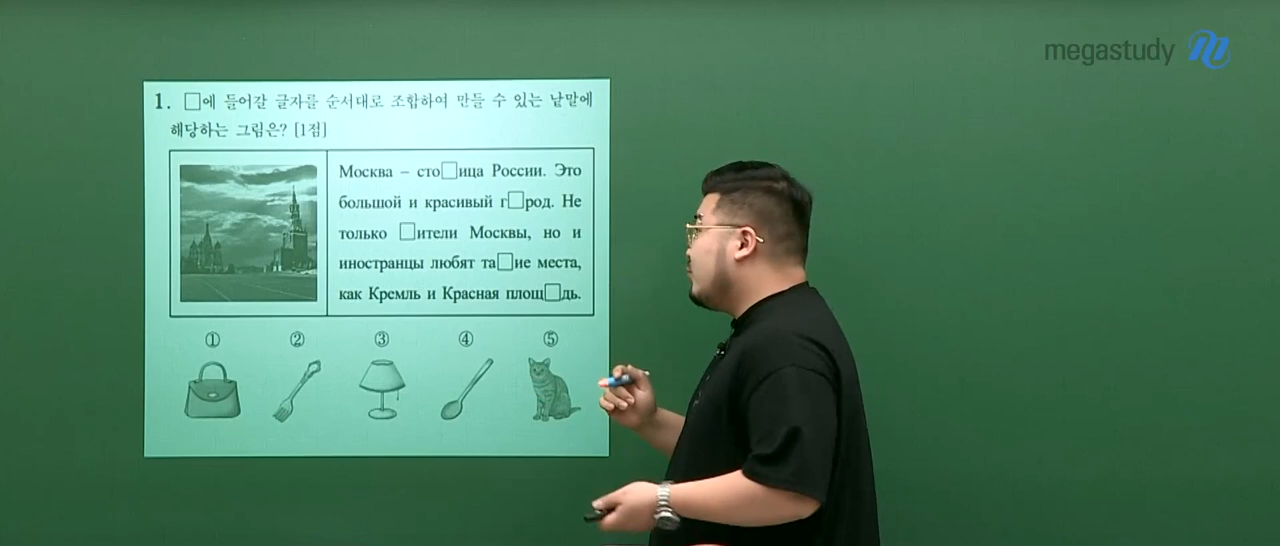 megastudy
1. □에 들어갈 글자를 순서대로 조합하여 만들 수 있는 낱말에
해당하는 그림은? [1점]
Москва – сто□ица России. Это
большой и красивый г□род. Не
только □ители Москвы, но и
иностранцы любят та□ие места,
как Кремль и Красная площ□дь.
① ② ③ ④ ⑤